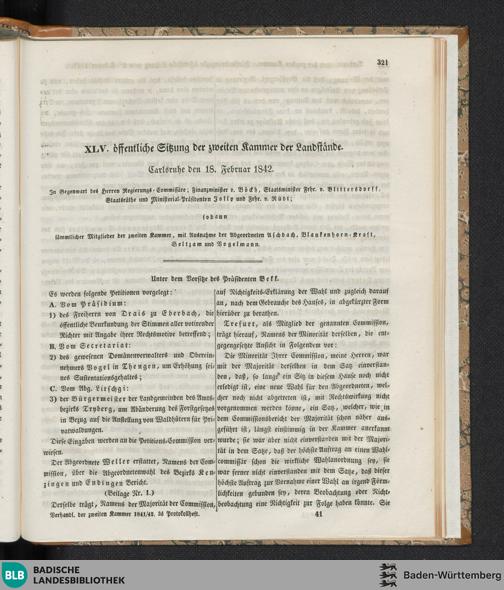 321
XLV. öffentliche Sitzung der zweiten Kammer der Landstände.
Carlsruhe den 18. Februar 1842.
In Gegenwart des Herren Regierungs-Commissäre; Finanzminister v. Böckh, Staatsminister Frhr. v. Blittersdorff,
Staatsräthe und Ministerial-Präsidenten Jolly und Frhr. v. Rüdt;
sodann
sämmtlicher Mitglieder der zweiten Kammer, mit Ausnahme der Abgeordneten Aschbach, Blankenhorn-Kraft,
Geltzam und Vogelmann.
Unter dem Vorsitze des Präsidenten Bekk.
Es werden folgende Petitionen vorgelegt:
A. Vom Präsidium:
1) des Freiherrn von Drais zu Eberbach, die
öffentliche Beurkundung der Stimmen aller votirender
Richter mit Angabe ihrer Rechtsmotive betreffend;
B. Vom Secretariat:
2) des gewesenen Domänenverwalters und Oberein-
nehmers Vogel in Thengen, um Erhöhung sei-
nes Sustentationsgehaltes;
C. Vom Abg. Litschgi:
3) der Bürgermeister der Landgemeinden des Amts-
bezirks Tryberg, um Abänderung des Forstgesetzes
in Bezug auf die Anstellung von Waldhütern für Pri-
vatwaldungen.
Diese Eingaben werden an die Petitions-Commission ver-
wiesen.
Der Abgeordnete Welte erstattet, Namens der Com-
mission, über die Abgeordnetenwahl des Bezirks Ken-
zingen und Endingen Bericht.
(Beilage Nr. 1.)
Derselbe trägt, Namens der Majorität der Commission,
Verhandl. der zweiten Kammer 1841/42. 3s Protokollheft.
auf Nichtigkeits-Erklärung der Wahl und zugleich darauf
an, nach dem Gebrauche des Hauses, in abgekürzter Form
hierüber zu berathen.
Trefurt, als Mitglied der genannten Commission,
trägt hierauf, Namens der Minorität derselben, die ent-
gegengesetzte Ansicht in Folgendem vor:
Die Minorität Ihrer Commission, meine Herren, war
mit der Majorität derselben in dem Satz einverstan-
den, daß, so lange ein Sitz in diesem Hause noch nicht
erledigt ist, eine neue Wahl für den Abgeordneten, wel-
cher noch nicht abgetreten ist, mit Rechtswirkung nicht
vorgenommen werden könne, ein Satz, welcher, wie in
dem Commissionsbericht der Majorität schon näher aus-
geführt ist, längst einstimmig in der Kammer anerkannt
wurde; sie war aber nicht einverstanden mit der Majori-
tät in dem Satze, daß der höchste Auftrag an einen Wahl-
commissär schon die wirkliche Wahlanordnung sey, sie
war ferner nicht einverstanden mit dem Satze, daß dieser
höchste Auftrag zur Vornahme einer Wahl an irgend Förm-
lichkeiten gebunden sey, deren Beobachtung oder Nicht-
beobachtung eine Nichtigkeit zur Folge haben könnte. Sie
41
BLB
BADISCHE
LANDESBIBLIOTHEK
Baden-Württemberg